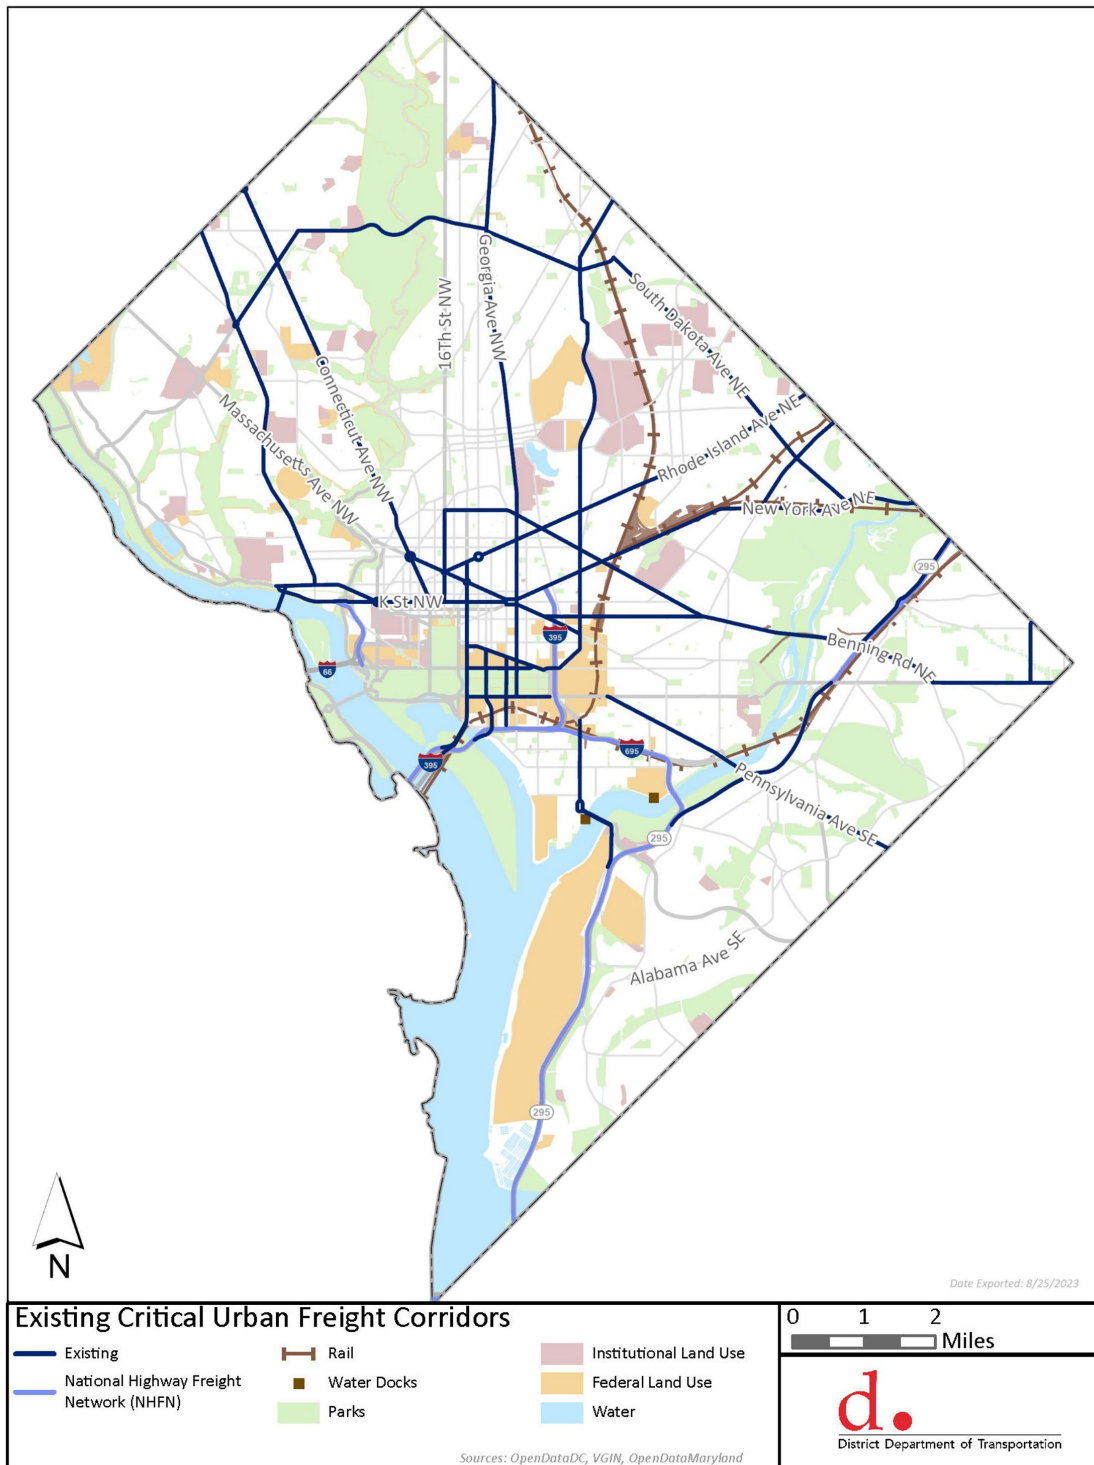 16Th St NW
Georgia Ave NW
South Dakota Ave NE
Connecticut Ave NW
Massachusetts Ave NW
Rhode Island Ave NE
New York Ave NE
295
K St NW
395
Benning Rd NE
66
695
395
Pennsylvania Ave SE
295
Alabama Ave SE
295
N
Date Exported: 8/25/2023
Existing Critical Urban Freight Corridors
Existing
National Highway Freight
Network (NHFN)
Rail
Water Docks
Parks
Institutional Land Use
Federal Land Use
Water
Sources: OpenDataDC, VGIN, OpenDataMaryland
0 1 2
Miles
d.
District Department of Transportation